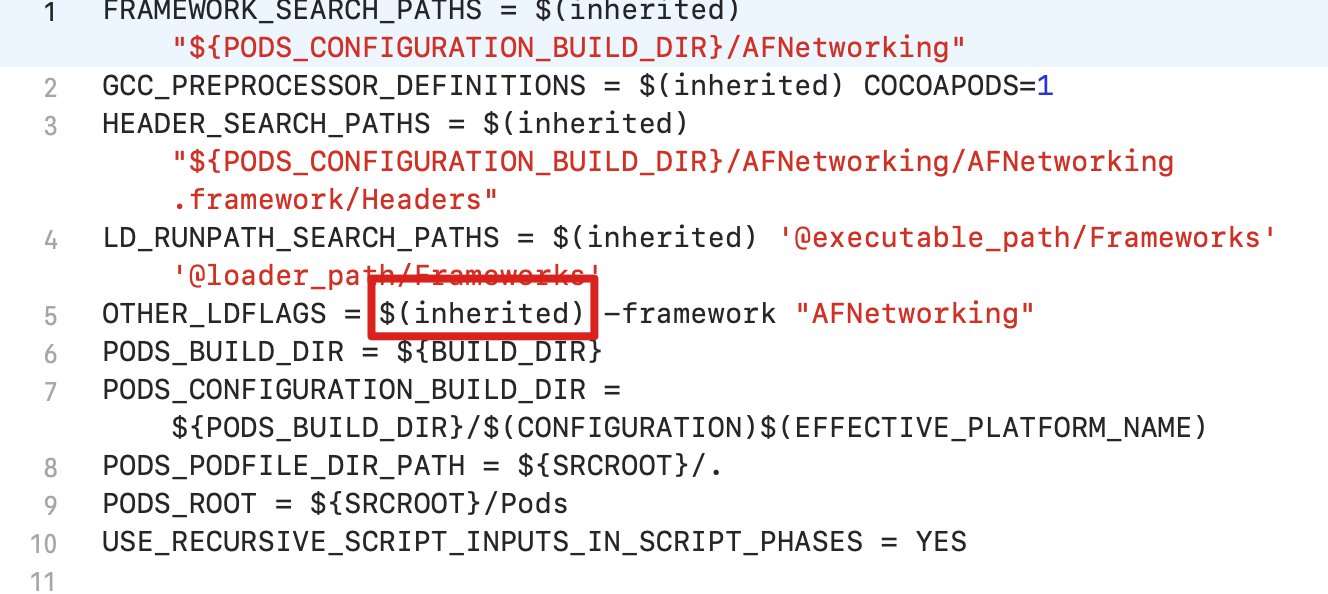 1 FRAMEWORK_SEARCH_PATHS = $(inherited)
"${PODS_CONFIGURATION_BUILD_DIR}/AFNetworking"
2 GCC_PREPROCESSOR_DEFINITIONS = $(inherited) COCOAPODS=1
3 HEADER_SEARCH_PATHS = $(inherited)
"${PODS_CONFIGURATION_BUILD_DIR}/AFNetworking/AFNetworking
.framework/Headers"
4 LD_RUNPATH_SEARCH_PATHS = $(inherited) '@executable_path/Frameworks'
'@loader_path/Frameworks'
5 OTHER_LDFLAGS = $(inherited) -framework "AFNetworking"
6 PODS_BUILD_DIR = ${BUILD_DIR}
7 PODS_CONFIGURATION_BUILD_DIR =
${PODS_BUILD_DIR}/$(CONFIGURATION)$(EFFECTIVE_PLATFORM_NAME)
8 PODS_PODFILE_DIR_PATH = ${SRCROOT}/.
9 PODS_ROOT = ${SRCROOT}/Pods
10 USE_RECURSIVE_SCRIPT_INPUTS_IN_SCRIPT_PHASES = YES
11